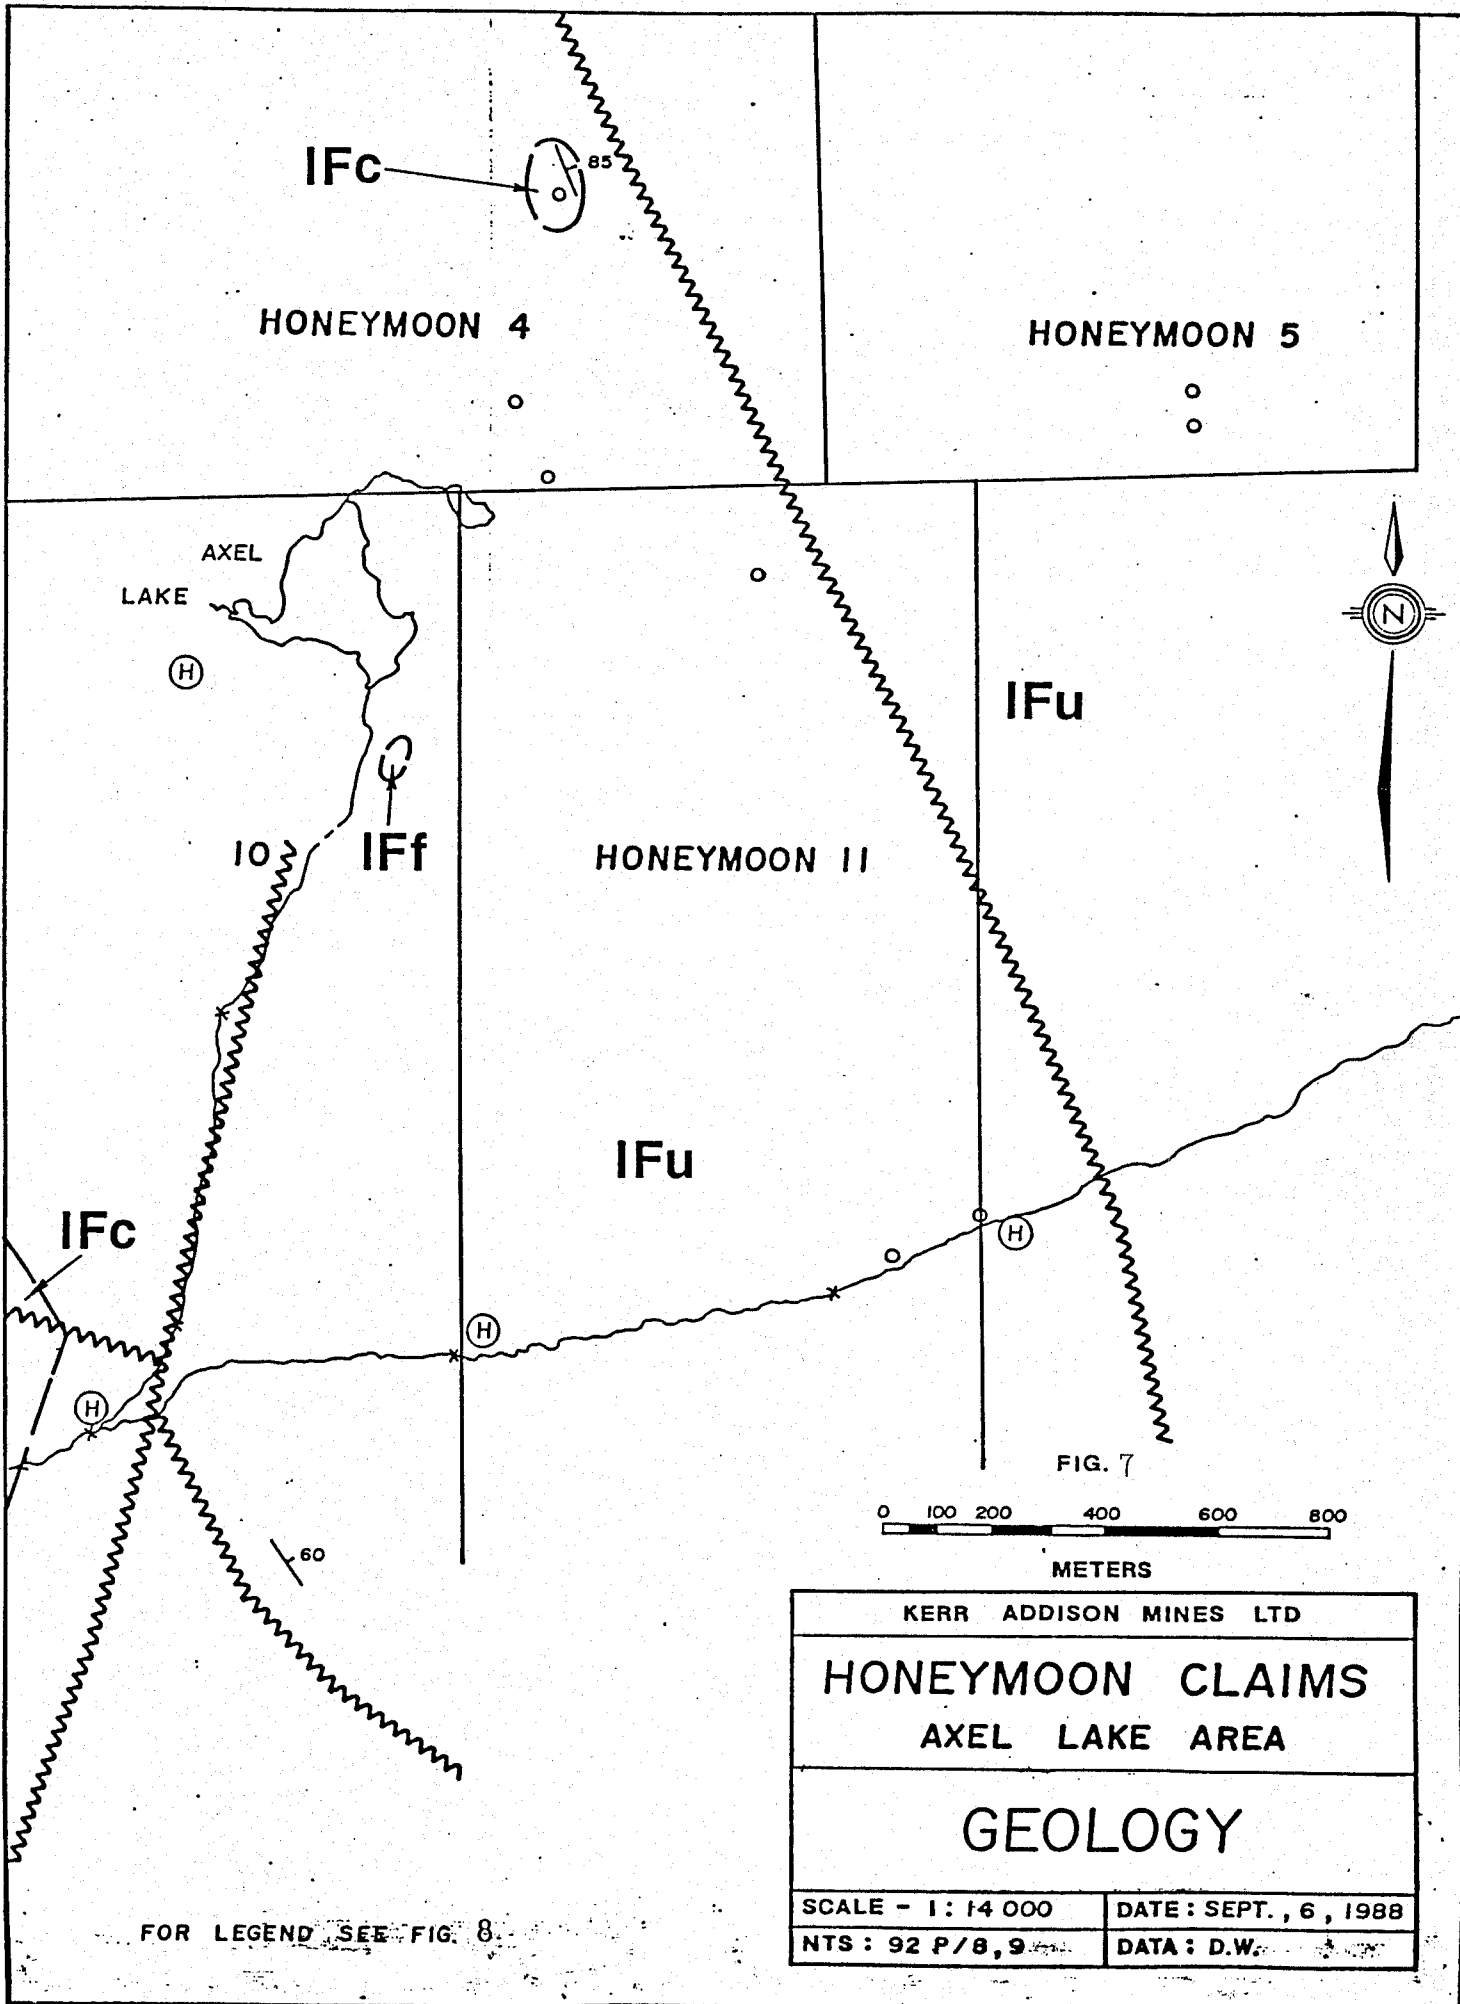 IFc
85
HONEYMOON 4
HONEYMOON 5
AXEL
LAKE
N
H
IFu
IFf
10
HONEYMOON 11
IFu
IFc
H
H
H
60
FIG. 7
0 100 200 400 600 800
METERS
KERR ADDISON MINES LTD
HONEYMOON CLAIMS
AXEL LAKE AREA
GEOLOGY
SCALE - 1: 14 000
DATE: SEPT., 6, 1988
NTS: 92 P/8,9
DATA: D.W.
FOR LEGEND SEE FIG. 8